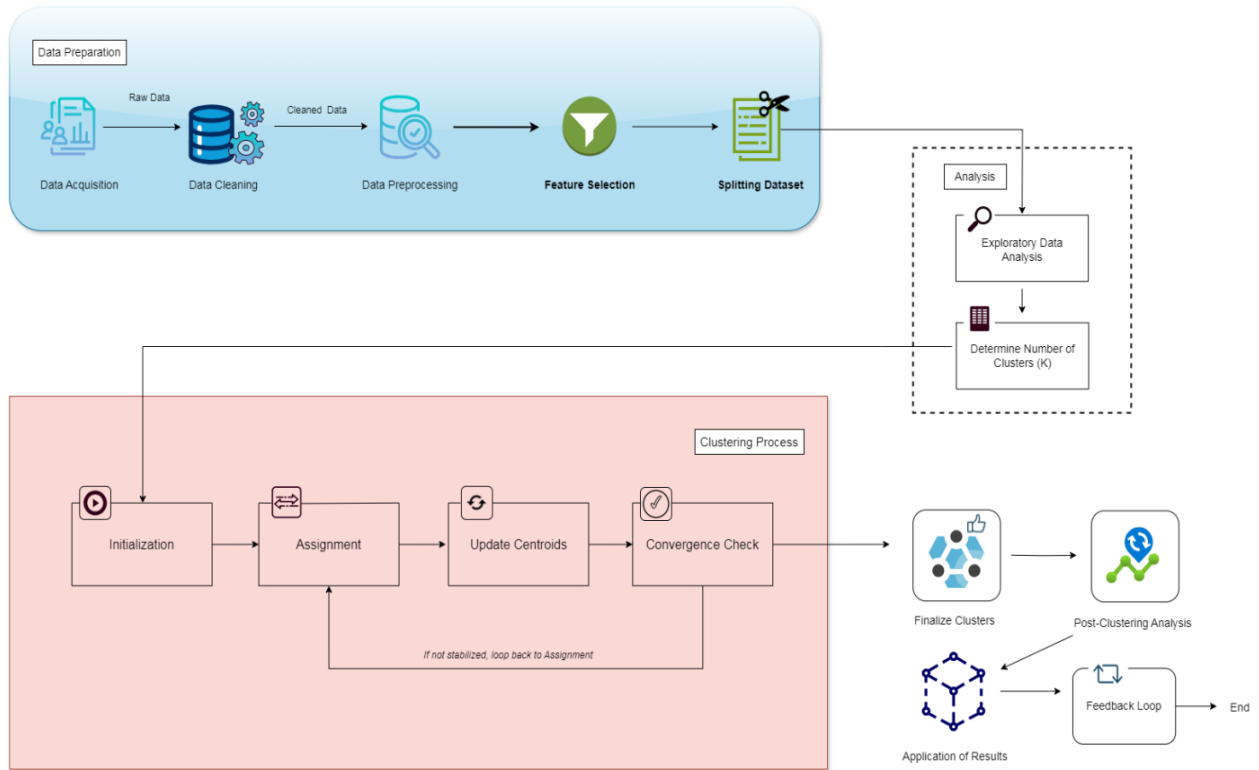 Data Preparation
Raw Data
Cleaned Data
Data Acquisition
Data Cleaning
Data Preprocessing
Feature Selection
Splitting Dataset
Analysis
Exploratory Data
Analysis
Determine Number of
Clusters (K)
Clustering Process
Initialization
Assignment
Update Centroids
Convergence Check
If not stabilized, loop back to Assignment
Finalize Clusters
Post-Clustering Analysis
Application of Results
Feedback Loop
End